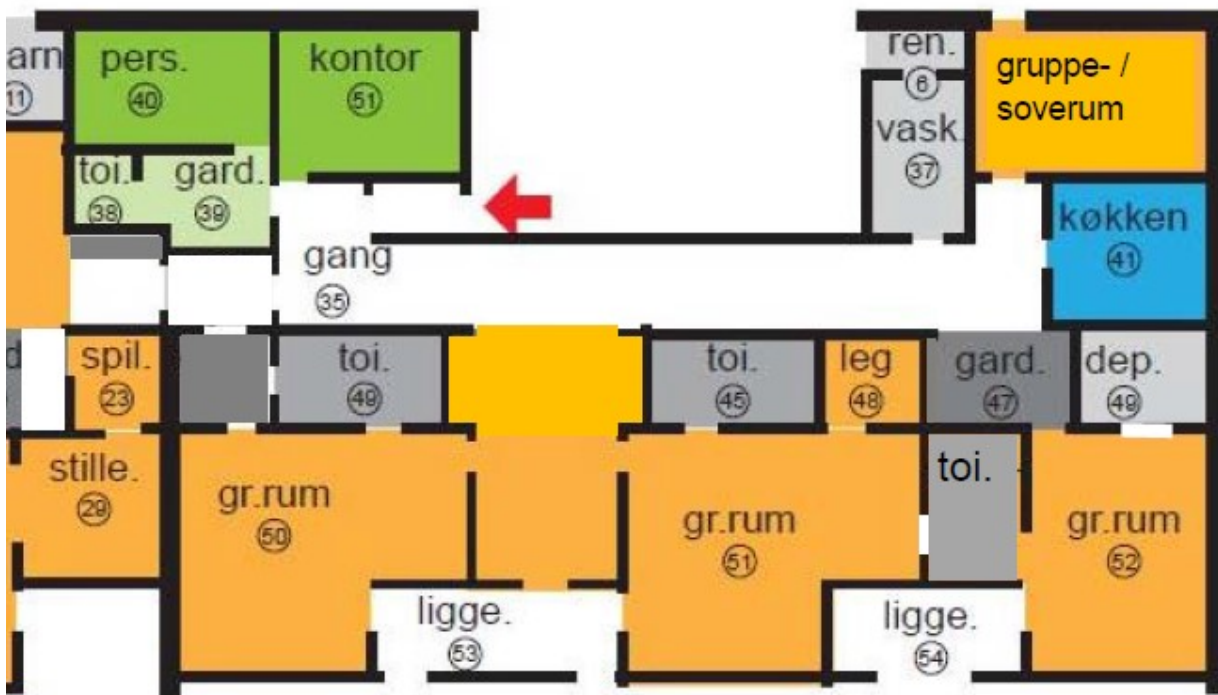 arn
11
pers.
40
kontor
51
ren.
6
gruppe- /
soverum
vask.
37
toi.
38
gard.
39
køkken
41
gang
35
d
spil.
23
toi.
49
toi.
45
leg
48
gard.
47
dep.
49
stille.
29
gr.rum
50
gr.rum
51
toi.
gr.rum
52
ligge.
53
ligge.
54